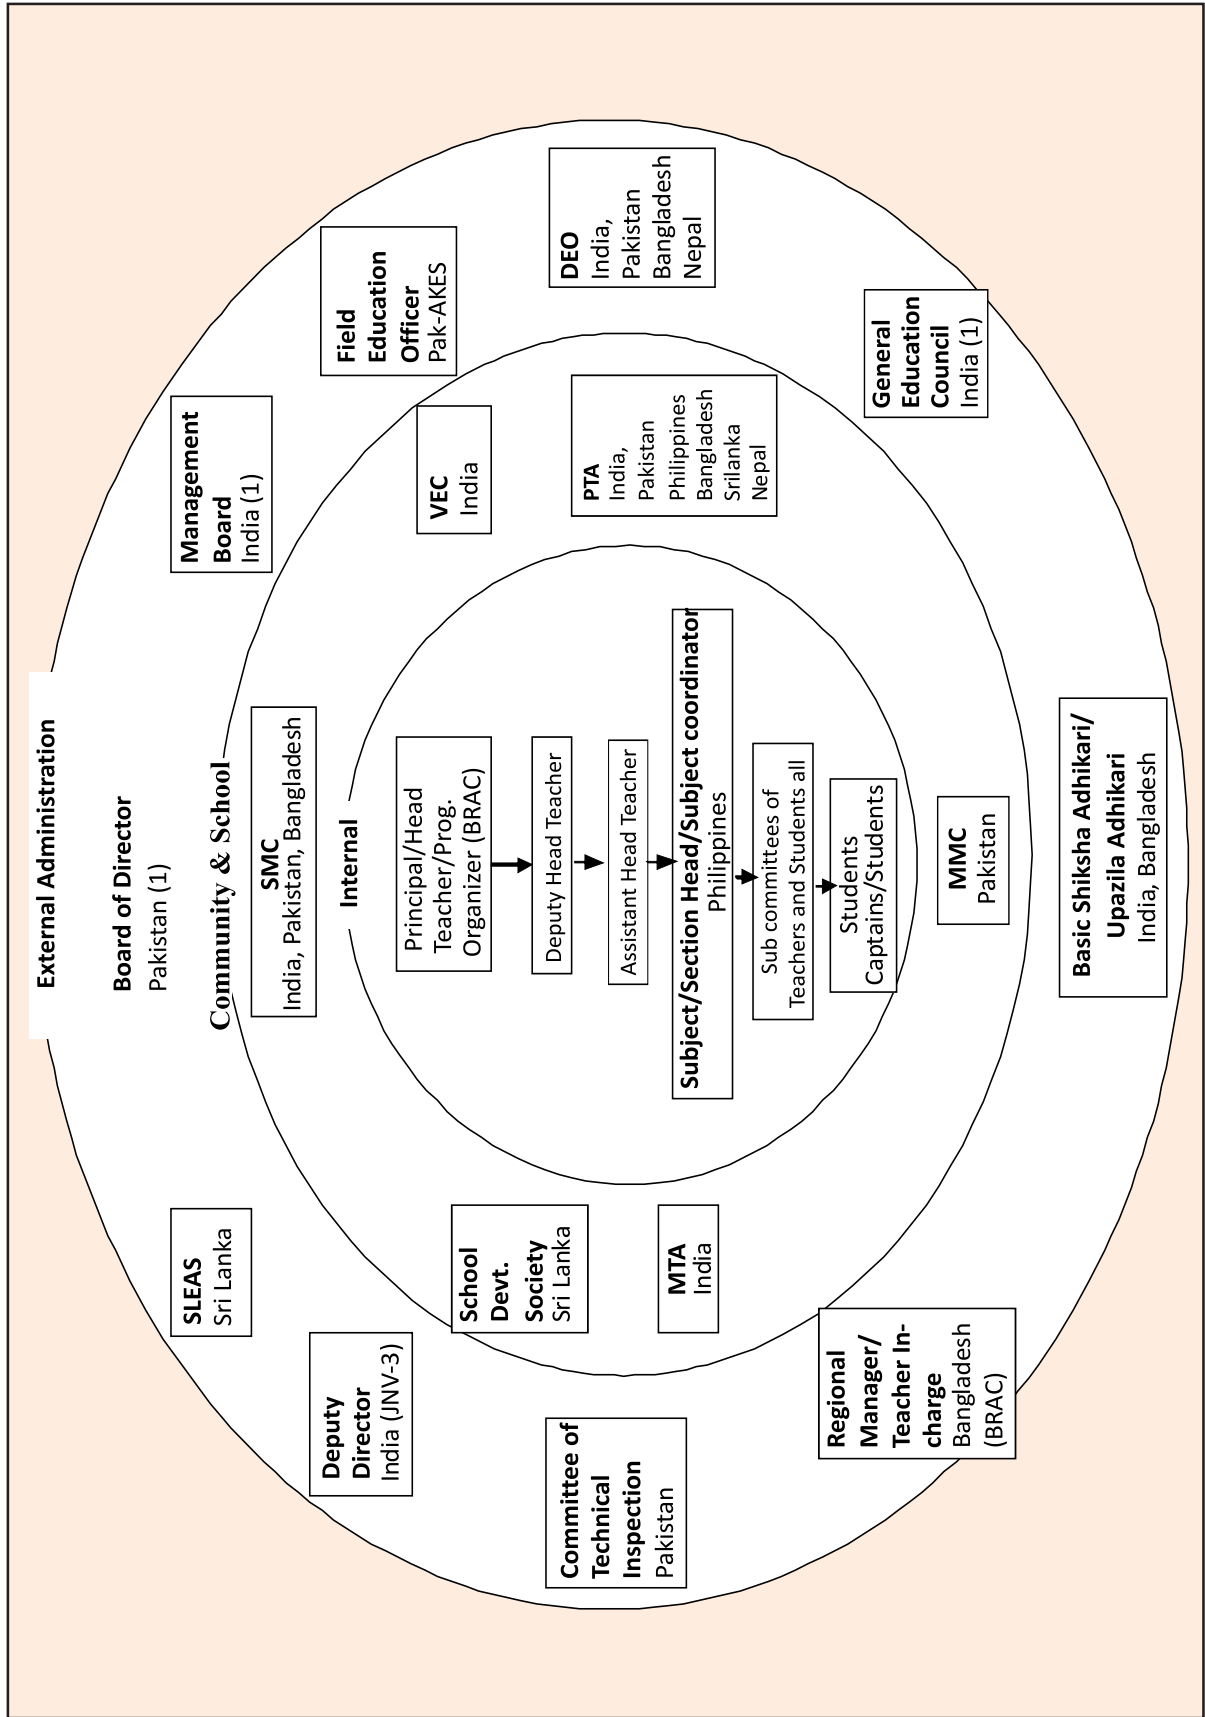 External Administration
Board of Director
Pakistan (1)
SLEAS
Sri Lanka
Management
Board
India (1)
Deputy
Director
India (JNV-3)
Field
Education
Officer
Pak-AKES
Community & School
SMC
India, Pakistan, Bangladesh
School
Devt.
Society
Sri Lanka
VEC
India
Internal
Principal/Head
Teacher/Prog.
Organizer (BRAC)
Deputy Head Teacher
Assistant Head Teacher
Subject/Section Head/Subject coordinator
Philippines
Sub committees of
Teachers and Students all
Students
Captains/Students
Committee of
Technical
Inspection
Pakistan
MTA
India
PTA
India,
Pakistan
Philippines
Bangladesh
Srilanka
Nepal
DEO
India,
Pakistan
Bangladesh
Nepal
Regional
Manager/
Teacher In-
charge
Bangladesh
(BRAC)
MMC
Pakistan
General
Education
Council
India (1)
Basic Shiksha Adhikari/
Upazila Adhikari
India, Bangladesh